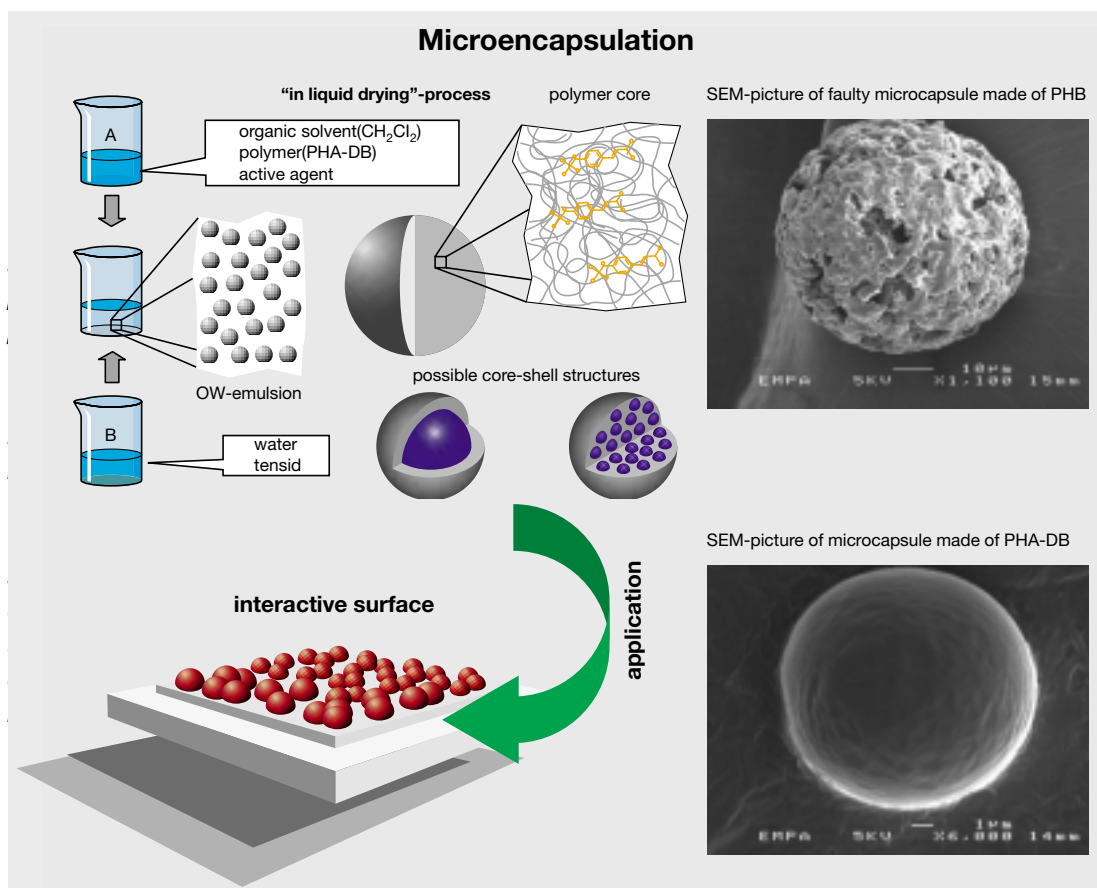 Microencapsulation
"in liquid drying"-process
polymer core
SEM-picture of faulty microcapsule made of PHB
A
organic solvent(CH₂Cl₂)
polymer(PHA-DB)
active agent
OW-emulsion
possible core-shell structures
B
water
tensid
EMPA 5KV X1,100 10µm 15mm
SEM-picture of microcapsule made of PHA-DB
interactive surface
application
EMPA 5KV X6,000 1µm 14mm